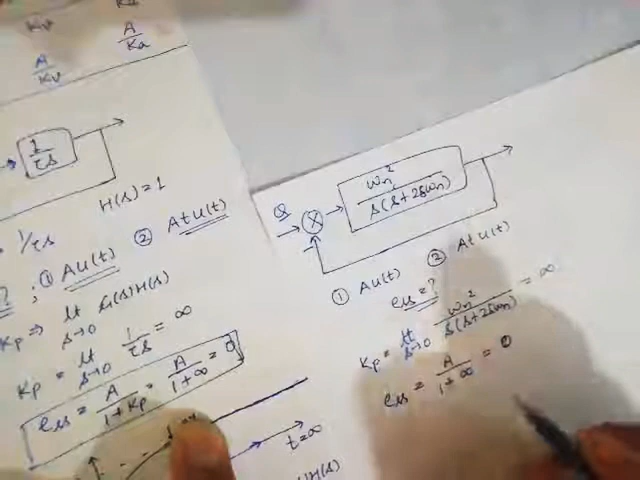 A/Kv
A/Ka
1/τs
H(s)=1
1/τs
① Au(t) ② Atu(t)
Kp ⇒ lt s→0 G(s)H(s)
Kp = lt s→0 1/τs = ∞
ess = A/(1+Kp) = A/(1+∞) = 0
t=∞
H(s)
R
X
ωn²/s(s+2ξωn)
① Au(t) ② Atu(t)
ess = ?
Kp = lt s→0 ωn²/s(s+2ξωn) = ∞
ess = A/(1+∞) = 0